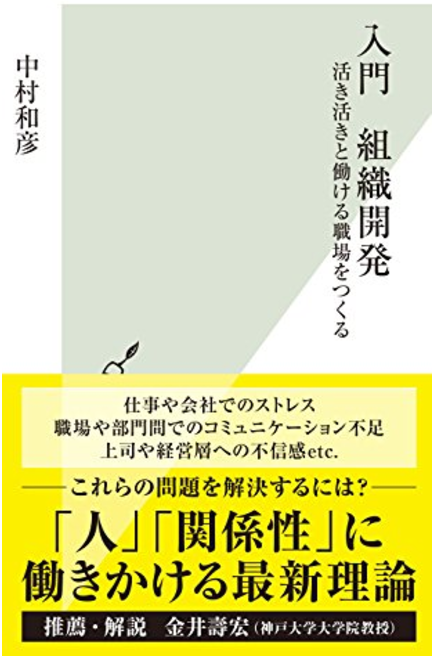 入門 組織開発
活き活きと働ける職場をつくる
中村和彦
仕事や会社でのストレス
職場や部門間でのコミュニケーション不足
上司や経営層への不信感etc.
──これらの問題を解決するには?──
「人」「関係性」に
働きかける最新理論
推薦・解説 金井壽宏(神戸大学大学院教授)